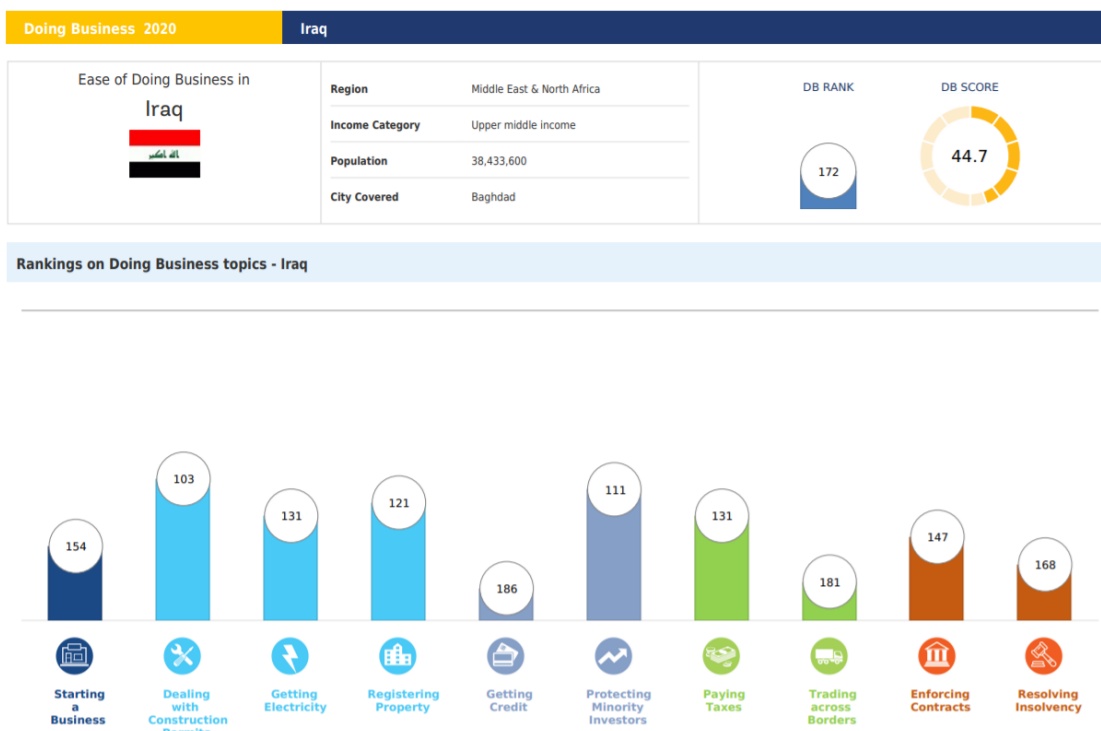 Doing Business 2020
Iraq
Ease of Doing Business in
Iraq
الله اكبر
Region
Middle East & North Africa
Income Category
Upper middle income
Population
38,433,600
City Covered
Baghdad
DB RANK
172
DB SCORE
44.7
Rankings on Doing Business topics - Iraq
154
103
131
121
186
111
131
181
147
168
Starting
a
Business
Dealing
with
Construction
Permits
Getting
Electricity
Registering
Property
Getting
Credit
Protecting
Minority
Investors
Paying
Taxes
Trading
across
Borders
Enforcing
Contracts
Resolving
Insolvency